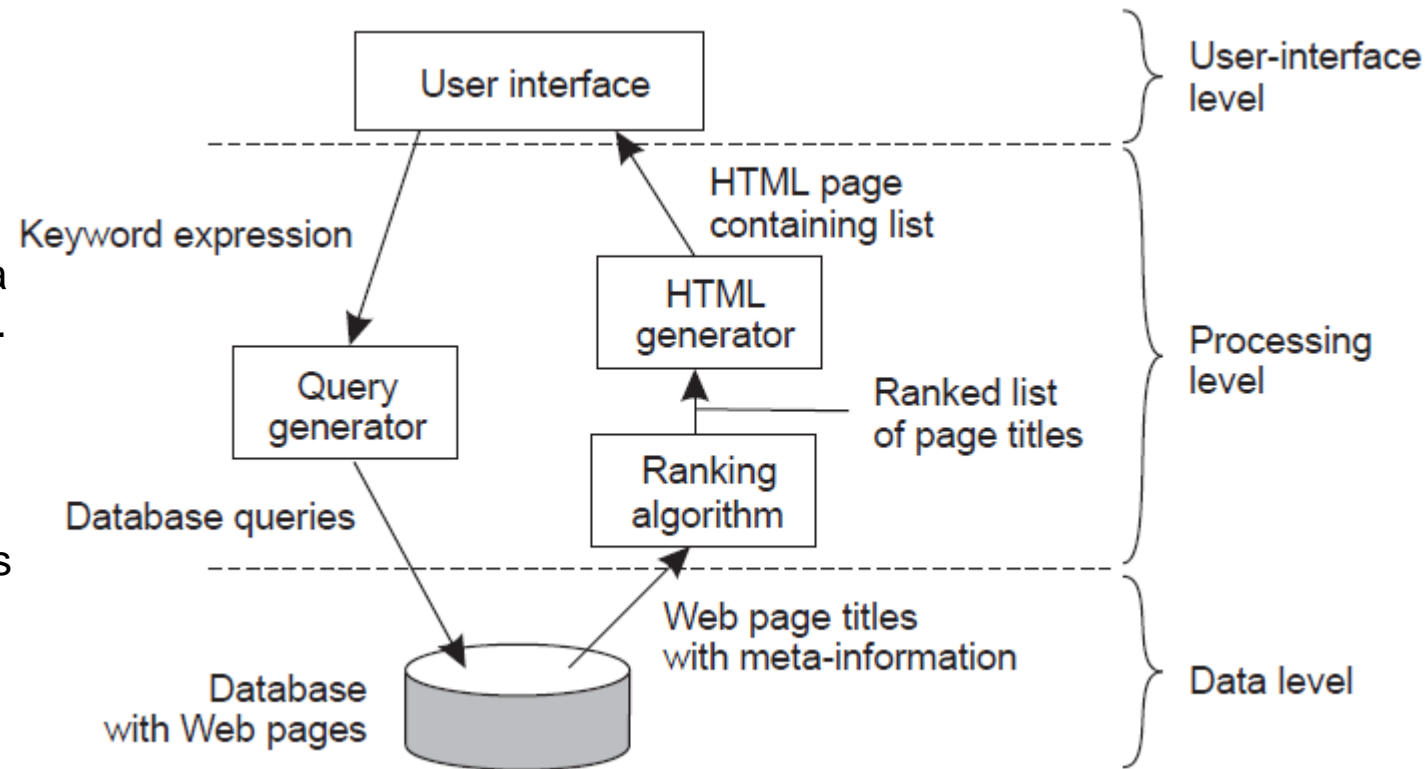 User interface
User-interface
level
HTML page
containing list
Keyword expression
a
.
HTML
generator
Processing
level
Query
generator
Ranked list
of page titles
Ranking
algorithm
Database queries
s
Web page titles
with meta-information
Database
with Web pages
Data level